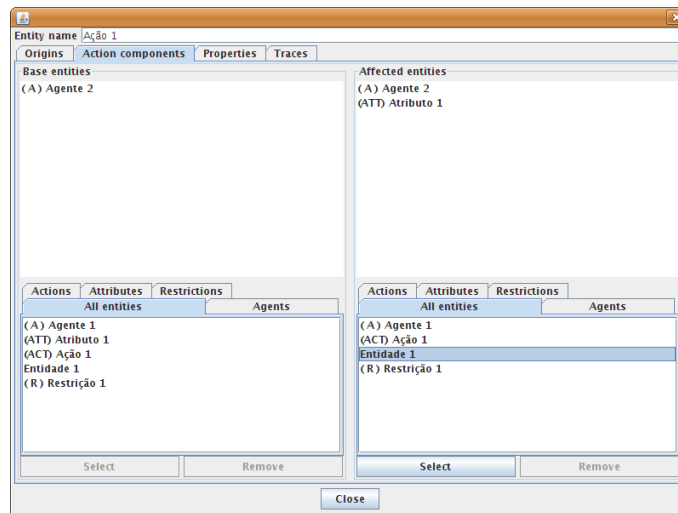 Entity name Ação 1
Origins Action components Properties Traces
Base entities
(A) Agente 2
Actions Attributes Restrictions
All entities Agents
(A) Agente 1
(ATT) Atributo 1
(ACT) Ação 1
Entidade 1
(R) Restrição 1
Select Remove
Affected entities
(A) Agente 2
(ATT) Atributo 1
Actions Attributes Restrictions
All entities Agents
(A) Agente 1
(ACT) Ação 1
Entidade 1
(R) Restrição 1
Select Remove
Close